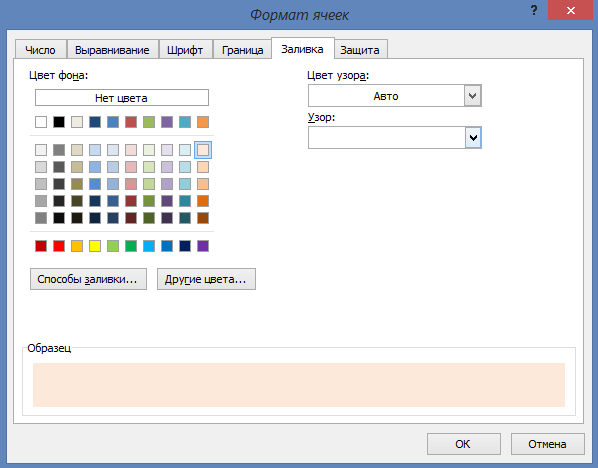 Формат ячеек
? ×
Число Выравнивание Шрифт Граница Заливка Защита
Цвет фона: Цвет узора:
Нет цвета Авто
Узор:
Способы заливки... Другие цвета...
Образец
ОК Отмена